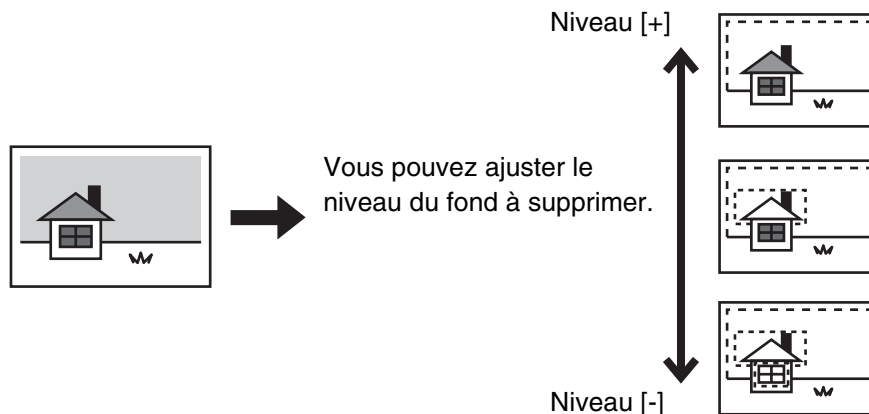 Niveau [+]
Vous pouvez ajuster le
niveau du fond à supprimer.
Niveau [-]